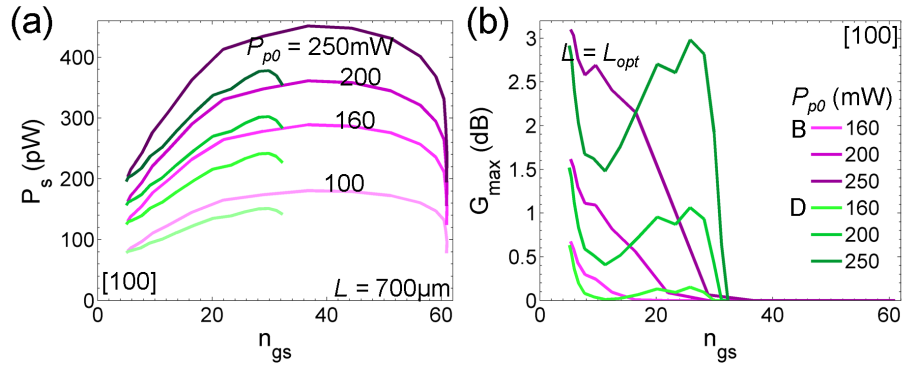 (a)
P_s (pW)
400
300
200
100
0
P_p0 = 250mW
200
160
100
[100]
L = 700μm
0
20
40
60
n_gs
(b)
G_max (dB)
3
2.5
2
1.5
1
0.5
0
L = L_opt
[100]
P_p0 (mW)
B 160
200
250
D 160
200
250
0
20
40
60
n_gs